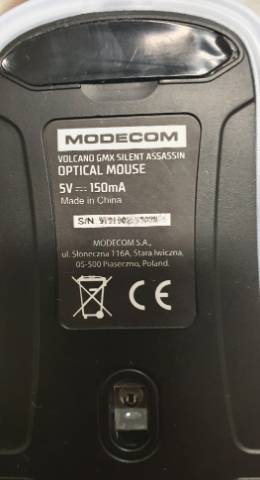 MODECOM
VOLCANO GMX SILENT ASSASSIN
OPTICAL MOUSE
5V ⎓ 150mA
Made in China
S/N
MODECOM S.A.,
ul. Słoneczna 116A, Stara Iwiczna,
05-500 Piaseczno, Poland.
CE